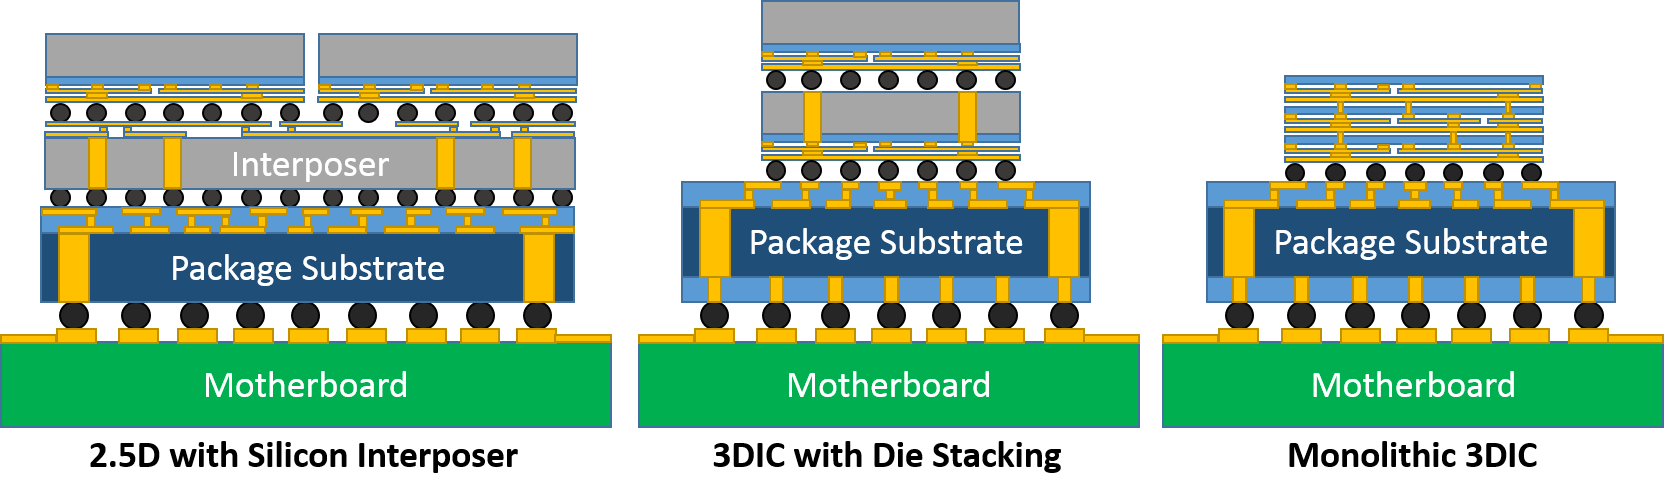 Interposer
Package Substrate
Motherboard
2.5D with Silicon Interposer
Package Substrate
Motherboard
3DIC with Die Stacking
Package Substrate
Motherboard
Monolithic 3DIC